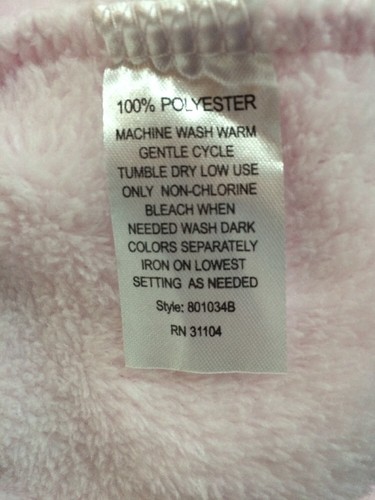 100% POLYESTER
MACHINE WASH WARM
GENTLE CYCLE
TUMBLE DRY LOW USE
ONLY NON-CHLORINE
BLEACH WHEN
NEEDED WASH DARK
COLORS SEPARATELY
IRON ON LOWEST
SETTING AS NEEDED
Style: 801034B
RN 31104